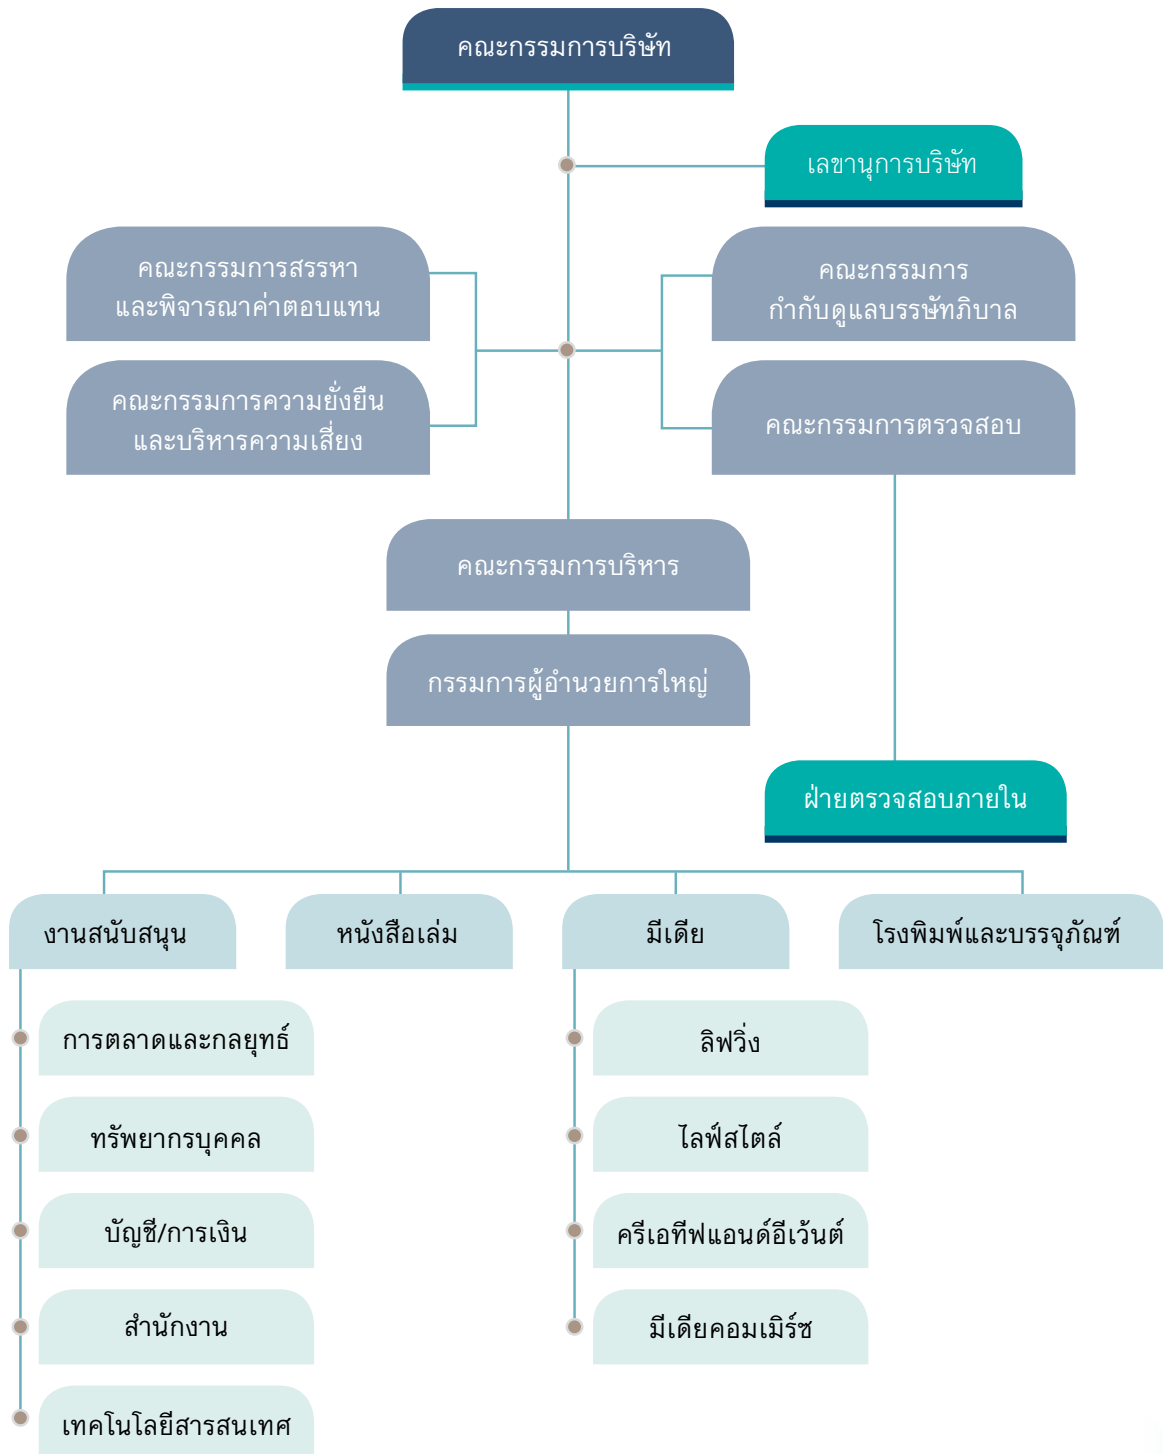 คณะกรรมการบริษัท
เลขานุการบริษัท
คณะกรรมการสรรหา
และพิจารณาค่าตอบแทน
คณะกรรมการ
กำกับดูแลบรรษัทภิบาล
คณะกรรมการความยั่งยืน
และบริหารความเสี่ยง
คณะกรรมการตรวจสอบ
คณะกรรมการบริหาร
กรรมการผู้อำนวยการใหญ่
ฝ่ายตรวจสอบภายใน
งานสนับสนุน
หนังสือเล่ม
มีเดีย
โรงพิมพ์และบรรจุภัณฑ์
การตลาดและกลยุทธ์
ทรัพยากรบุคคล
บัญชี/การเงิน
สำนักงาน
เทคโนโลยีสารสนเทศ
ลิฟวิ่ง
ไลฟ์สไตล์
ครีเอทีฟแอนด์อีเว้นต์
มีเดียคอมเมิร์ซ